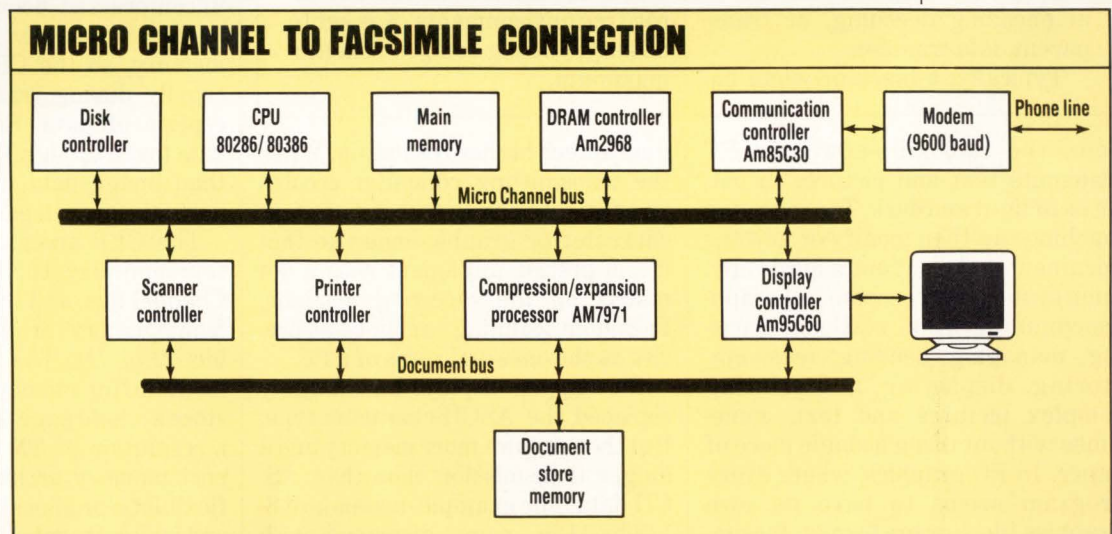 MICRO CHANNEL TO FACSIMILE CONNECTION
Disk
controller
CPU
80286/80386
Main
memory
DRAM controller
Am2968
Communication
controller
Am85C30
Modem
(9600 baud)
Phone line
Micro Channel bus
Scanner
controller
Printer
controller
Compression/expansion
processor AM7971
Display
controller
Am95C60
Document bus
Document
store
memory